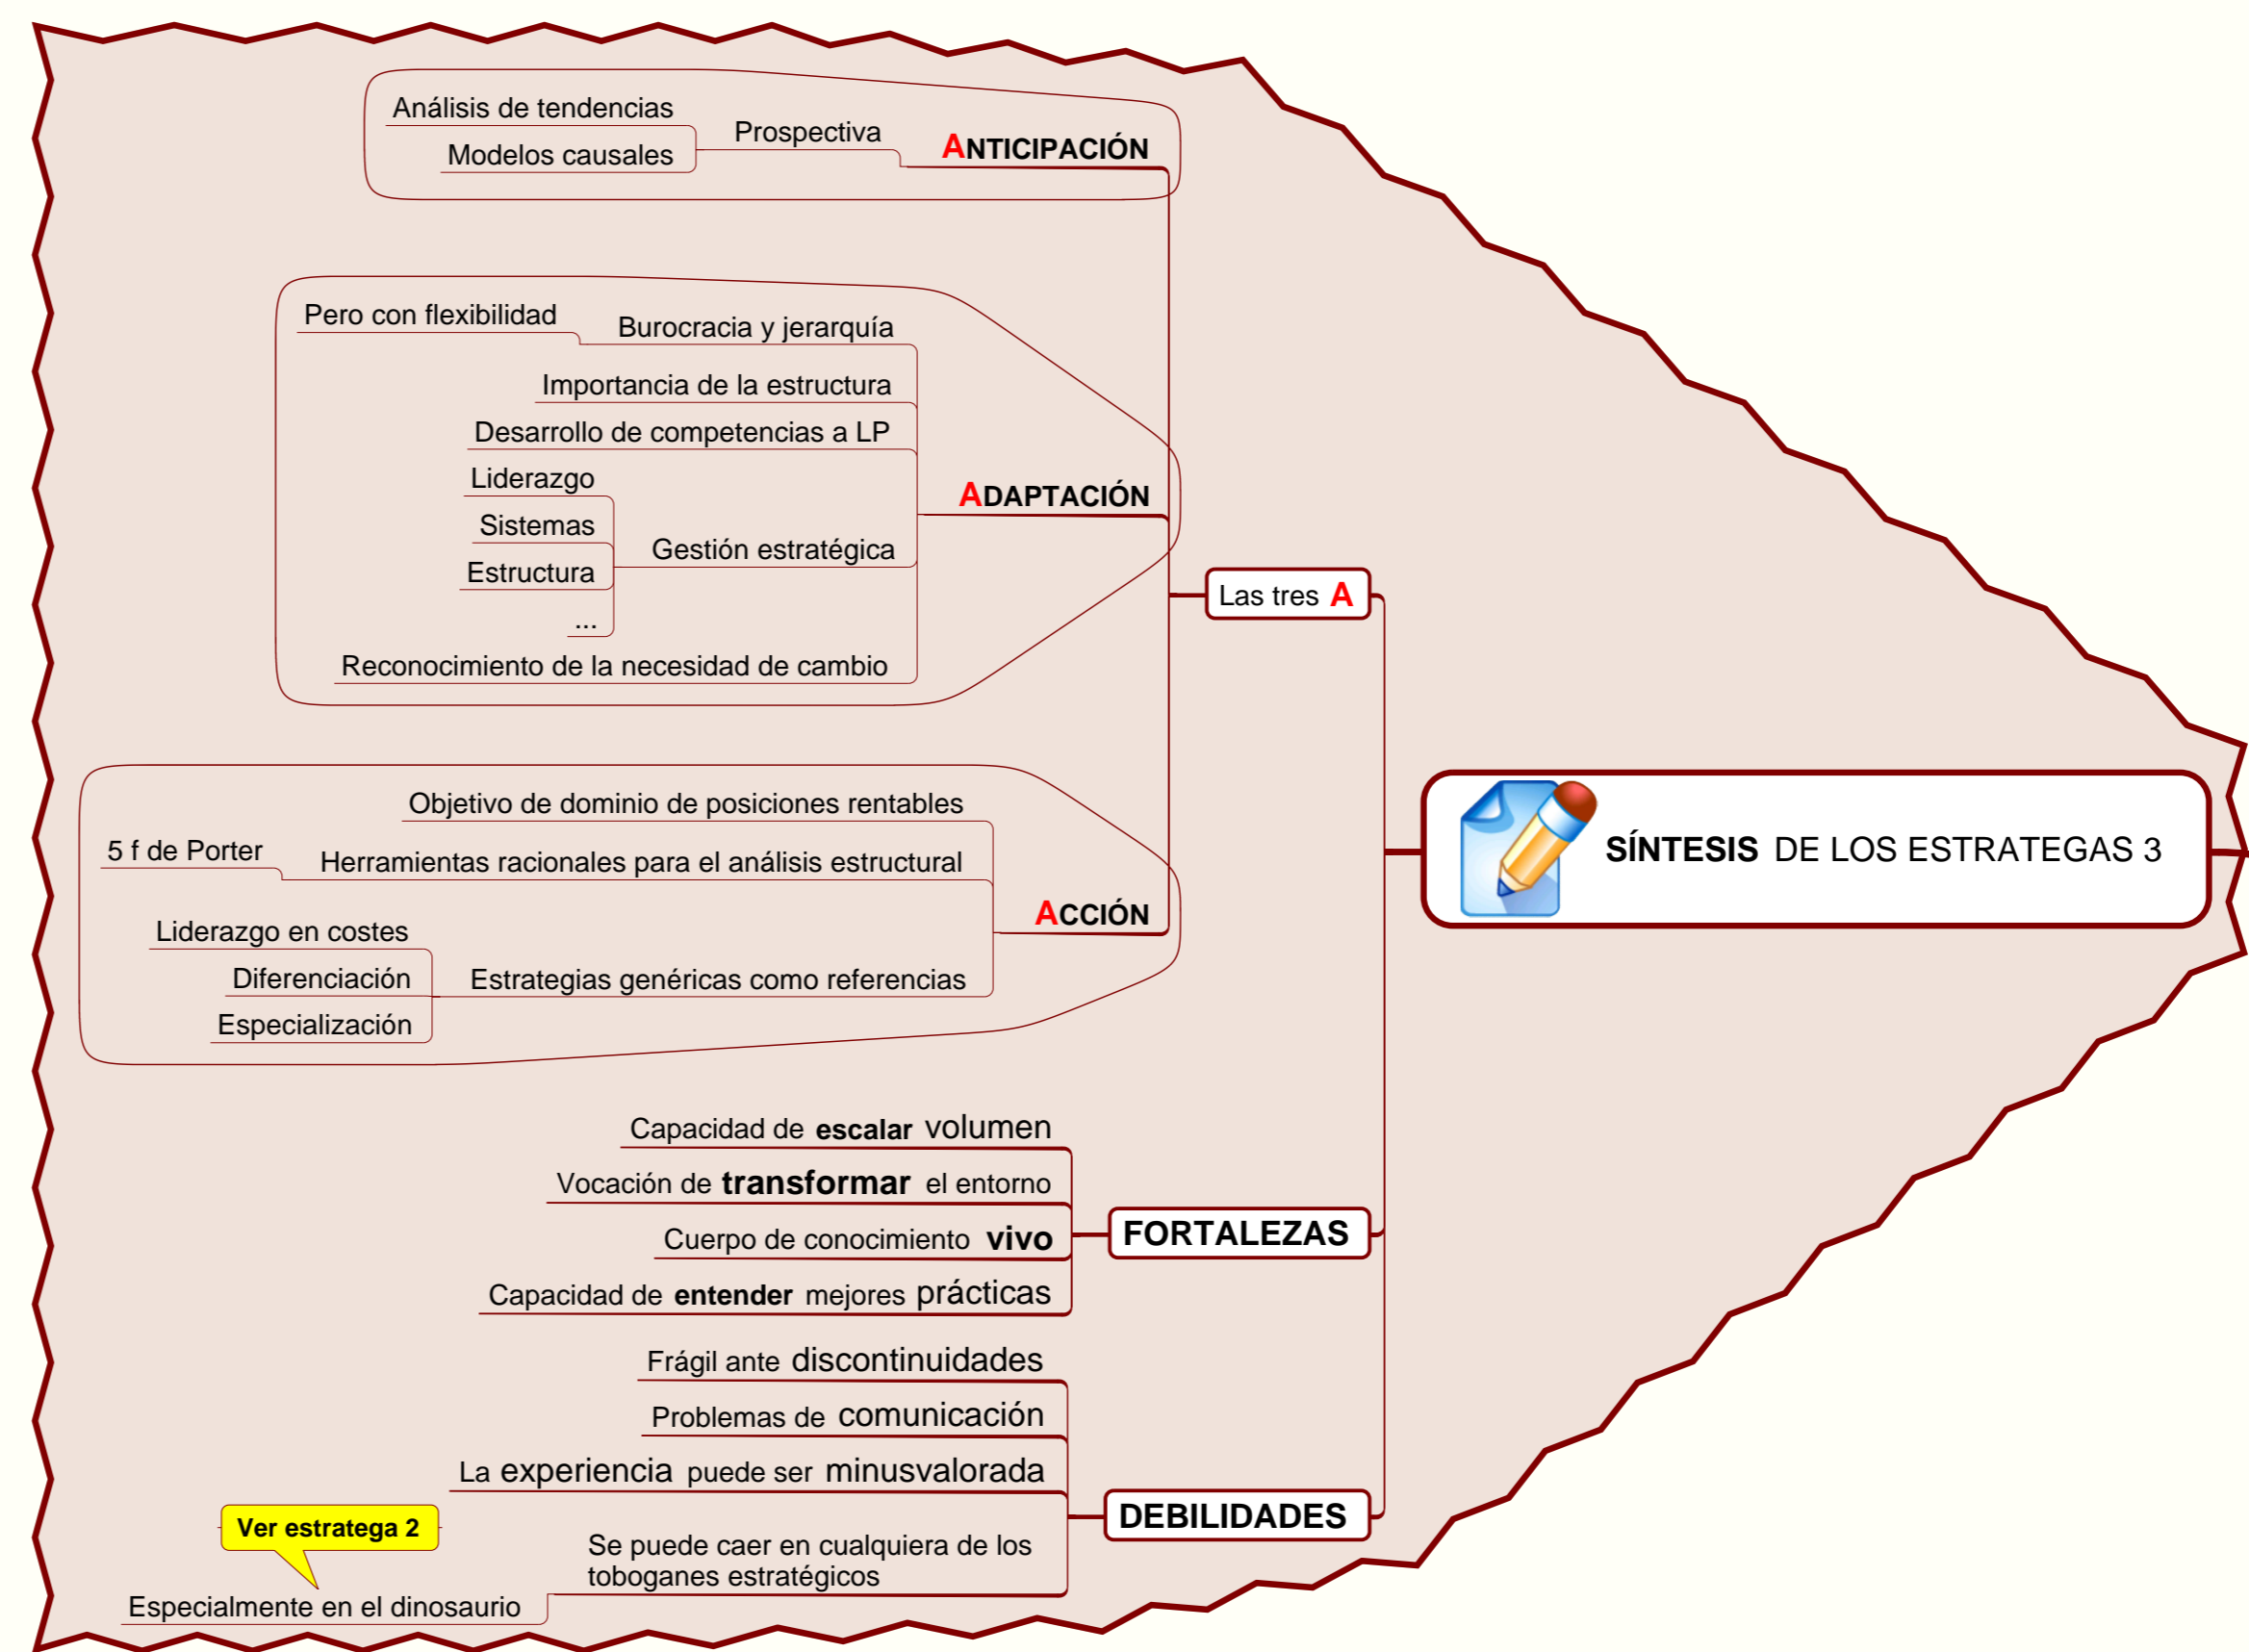 Análisis de tendencias
Modelos causales
Prospectiva
ANTICIPACIÓN
Pero con flexibilidad
Burocracia y jerarquía
Importancia de la estructura
Desarrollo de competencias a LP
Liderazgo
Sistemas
Estructura
...
Gestión estratégica
Reconocimiento de la necesidad de cambio
ADAPTACIÓN
Las tres A
Objetivo de dominio de posiciones rentables
5 f de Porter
Herramientas racionales para el análisis estructural
Liderazgo en costes
Diferenciación
Especialización
Estrategias genéricas como referencias
ACCIÓN
SÍNTESIS DE LOS ESTRATEGAS 3
Capacidad de escalar volumen
Vocación de transformar el entorno
Cuerpo de conocimiento vivo
Capacidad de entender mejores prácticas
FORTALEZAS
Frágil ante discontinuidades
Problemas de comunicación
La experiencia puede ser minusvalorada
Se puede caer en cualquiera de los
toboganes estratégicos
Ver estratega 2
Especialmente en el dinosaurio
DEBILIDADES